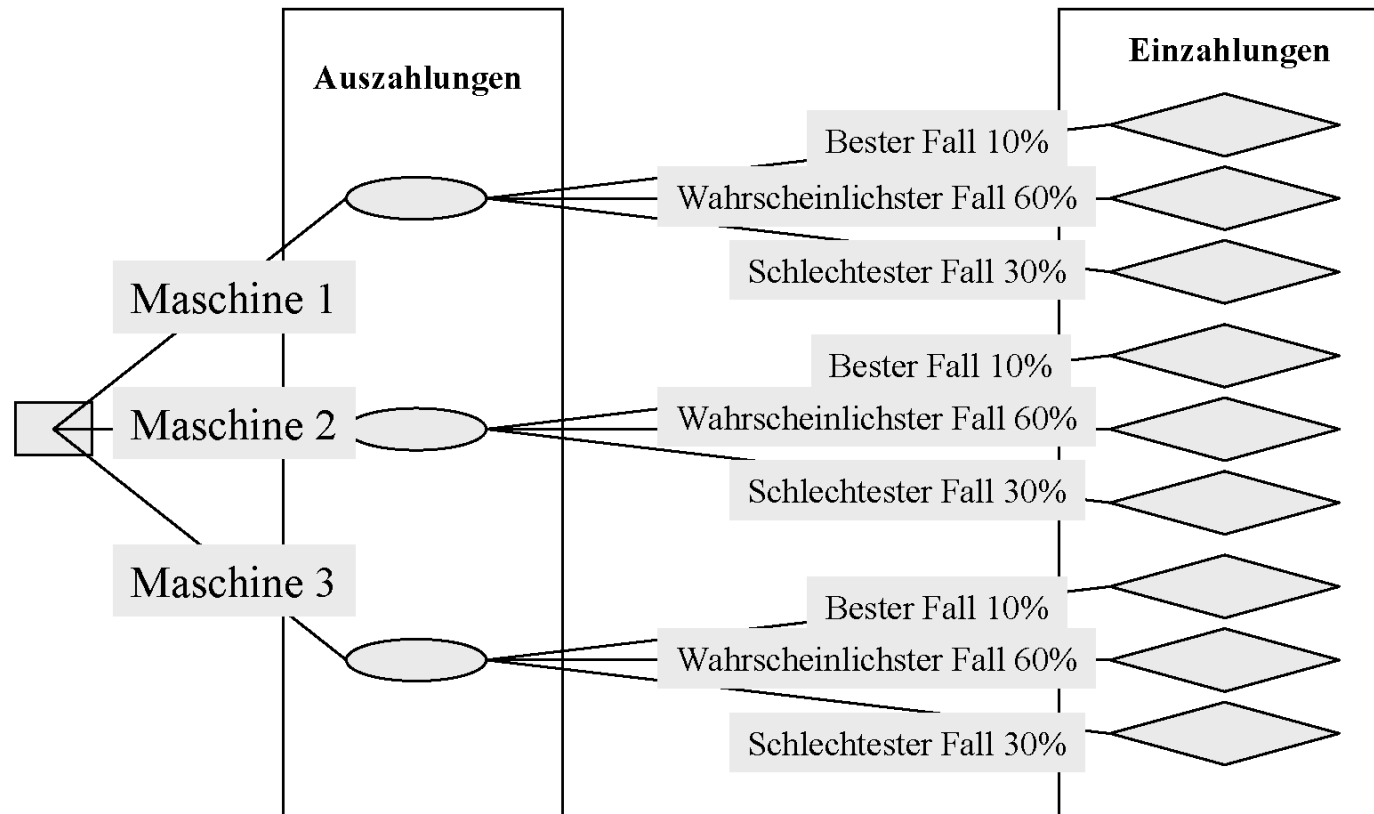 Auszahlungen
Einzahlungen
Maschine 1
Bester Fall 10%
Wahrscheinlichster Fall 60%
Schlechtester Fall 30%
Maschine 2
Bester Fall 10%
Wahrscheinlichster Fall 60%
Schlechtester Fall 30%
Maschine 3
Bester Fall 10%
Wahrscheinlichster Fall 60%
Schlechtester Fall 30%